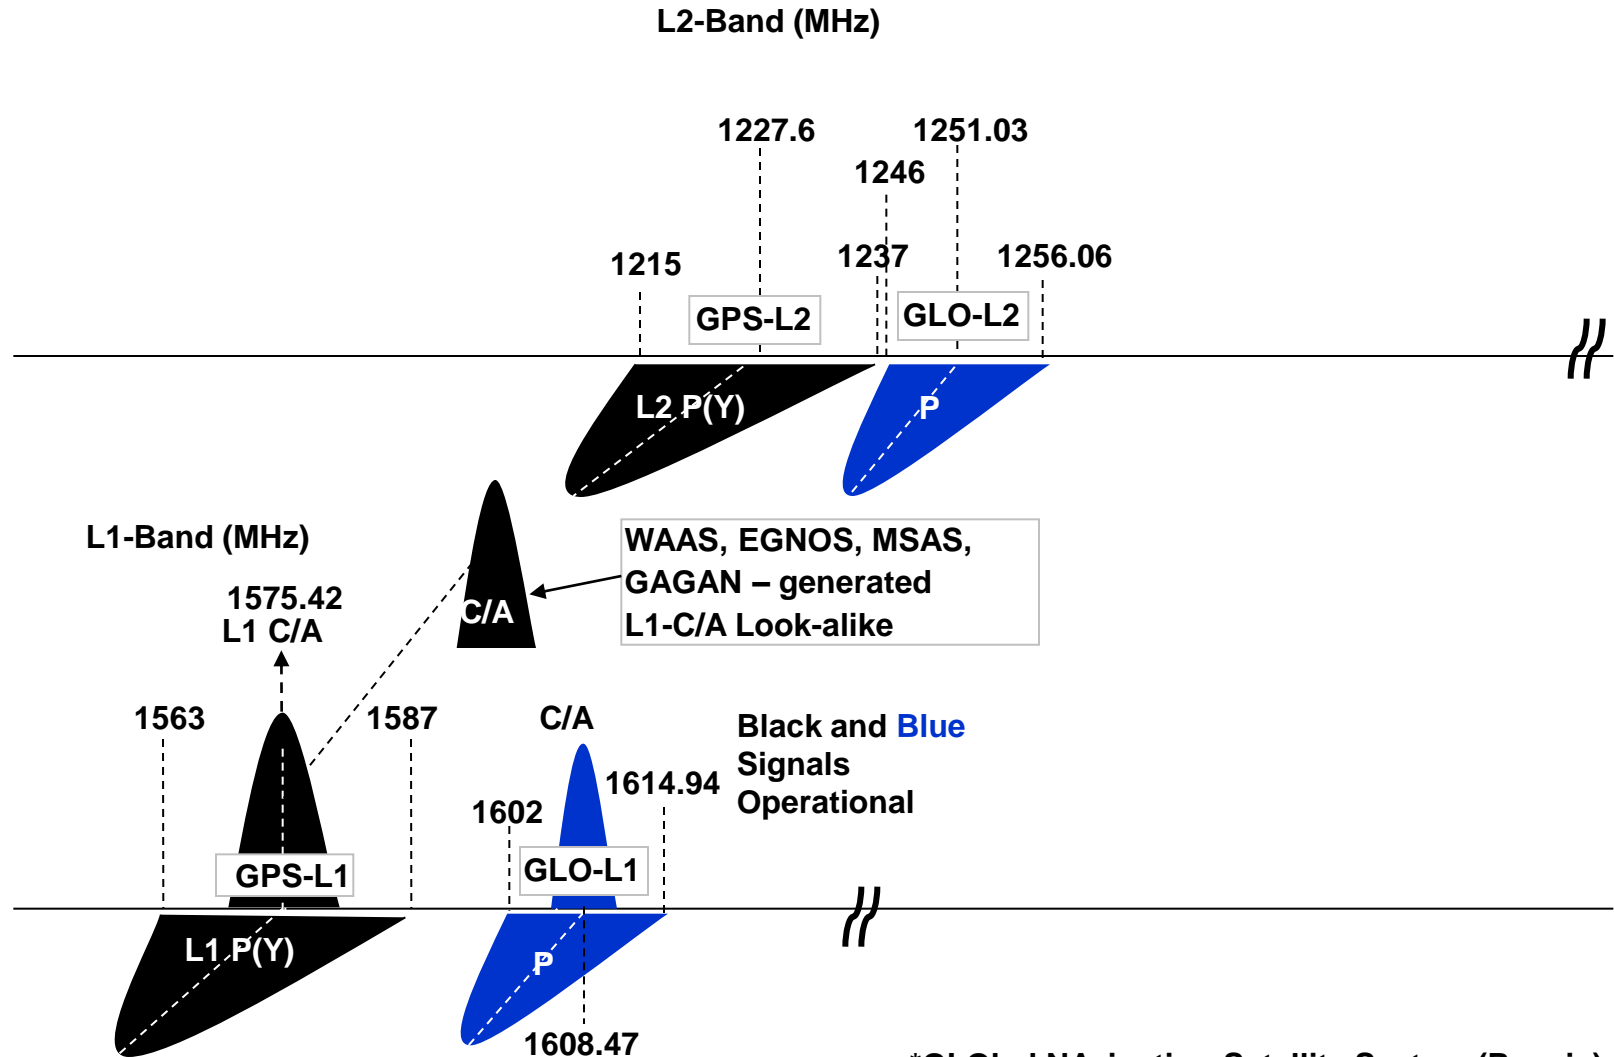 L2-Band (MHz)
1227.6
1251.03
1246
1215
1237
1256.06
GPS-L2
GLO-L2
L2 P(Y)
P
L1-Band (MHz)
WAAS, EGNOS, MSAS,
GAGAN – generated
L1-C/A Look-alike
C/A
1575.42
L1 C/A
1563
1587
C/A
Black and Blue
Signals
Operational
1614.94
1602
GPS-L1
GLO-L1
L1 P(Y)
P
1608.47